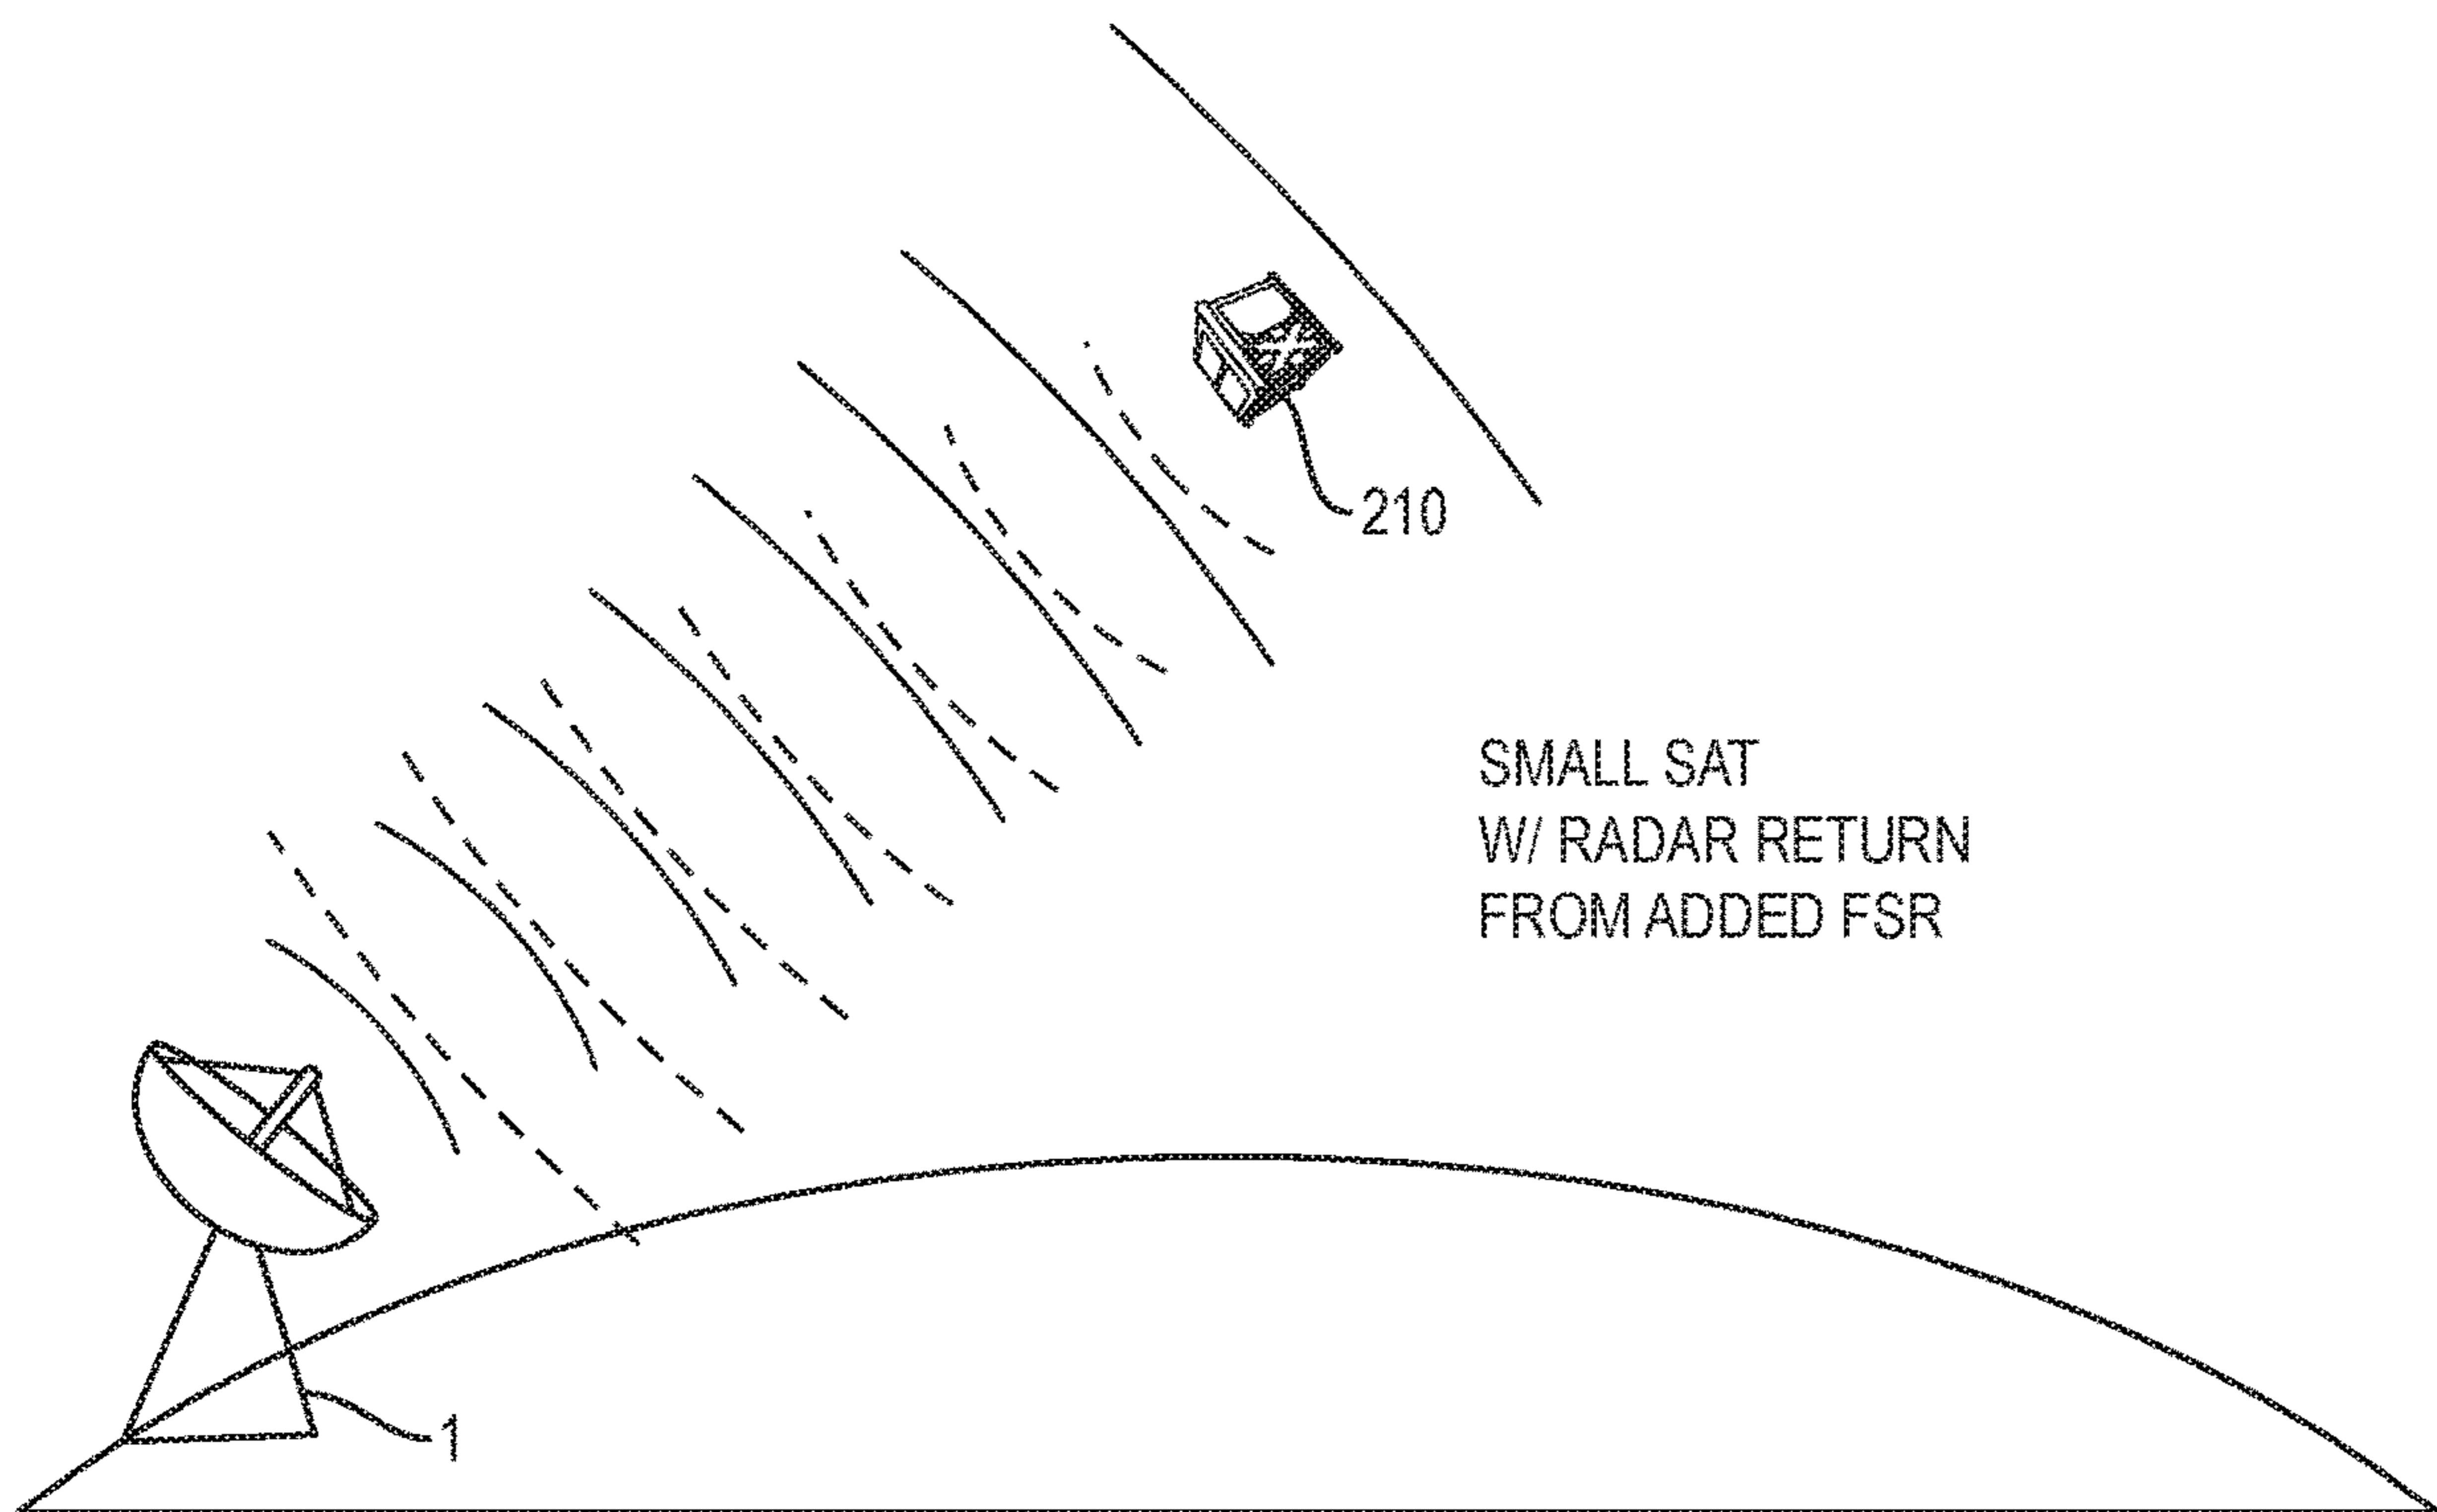 210
SMALL SAT
W/ RADAR RETURN
FROM ADDED FSR
1